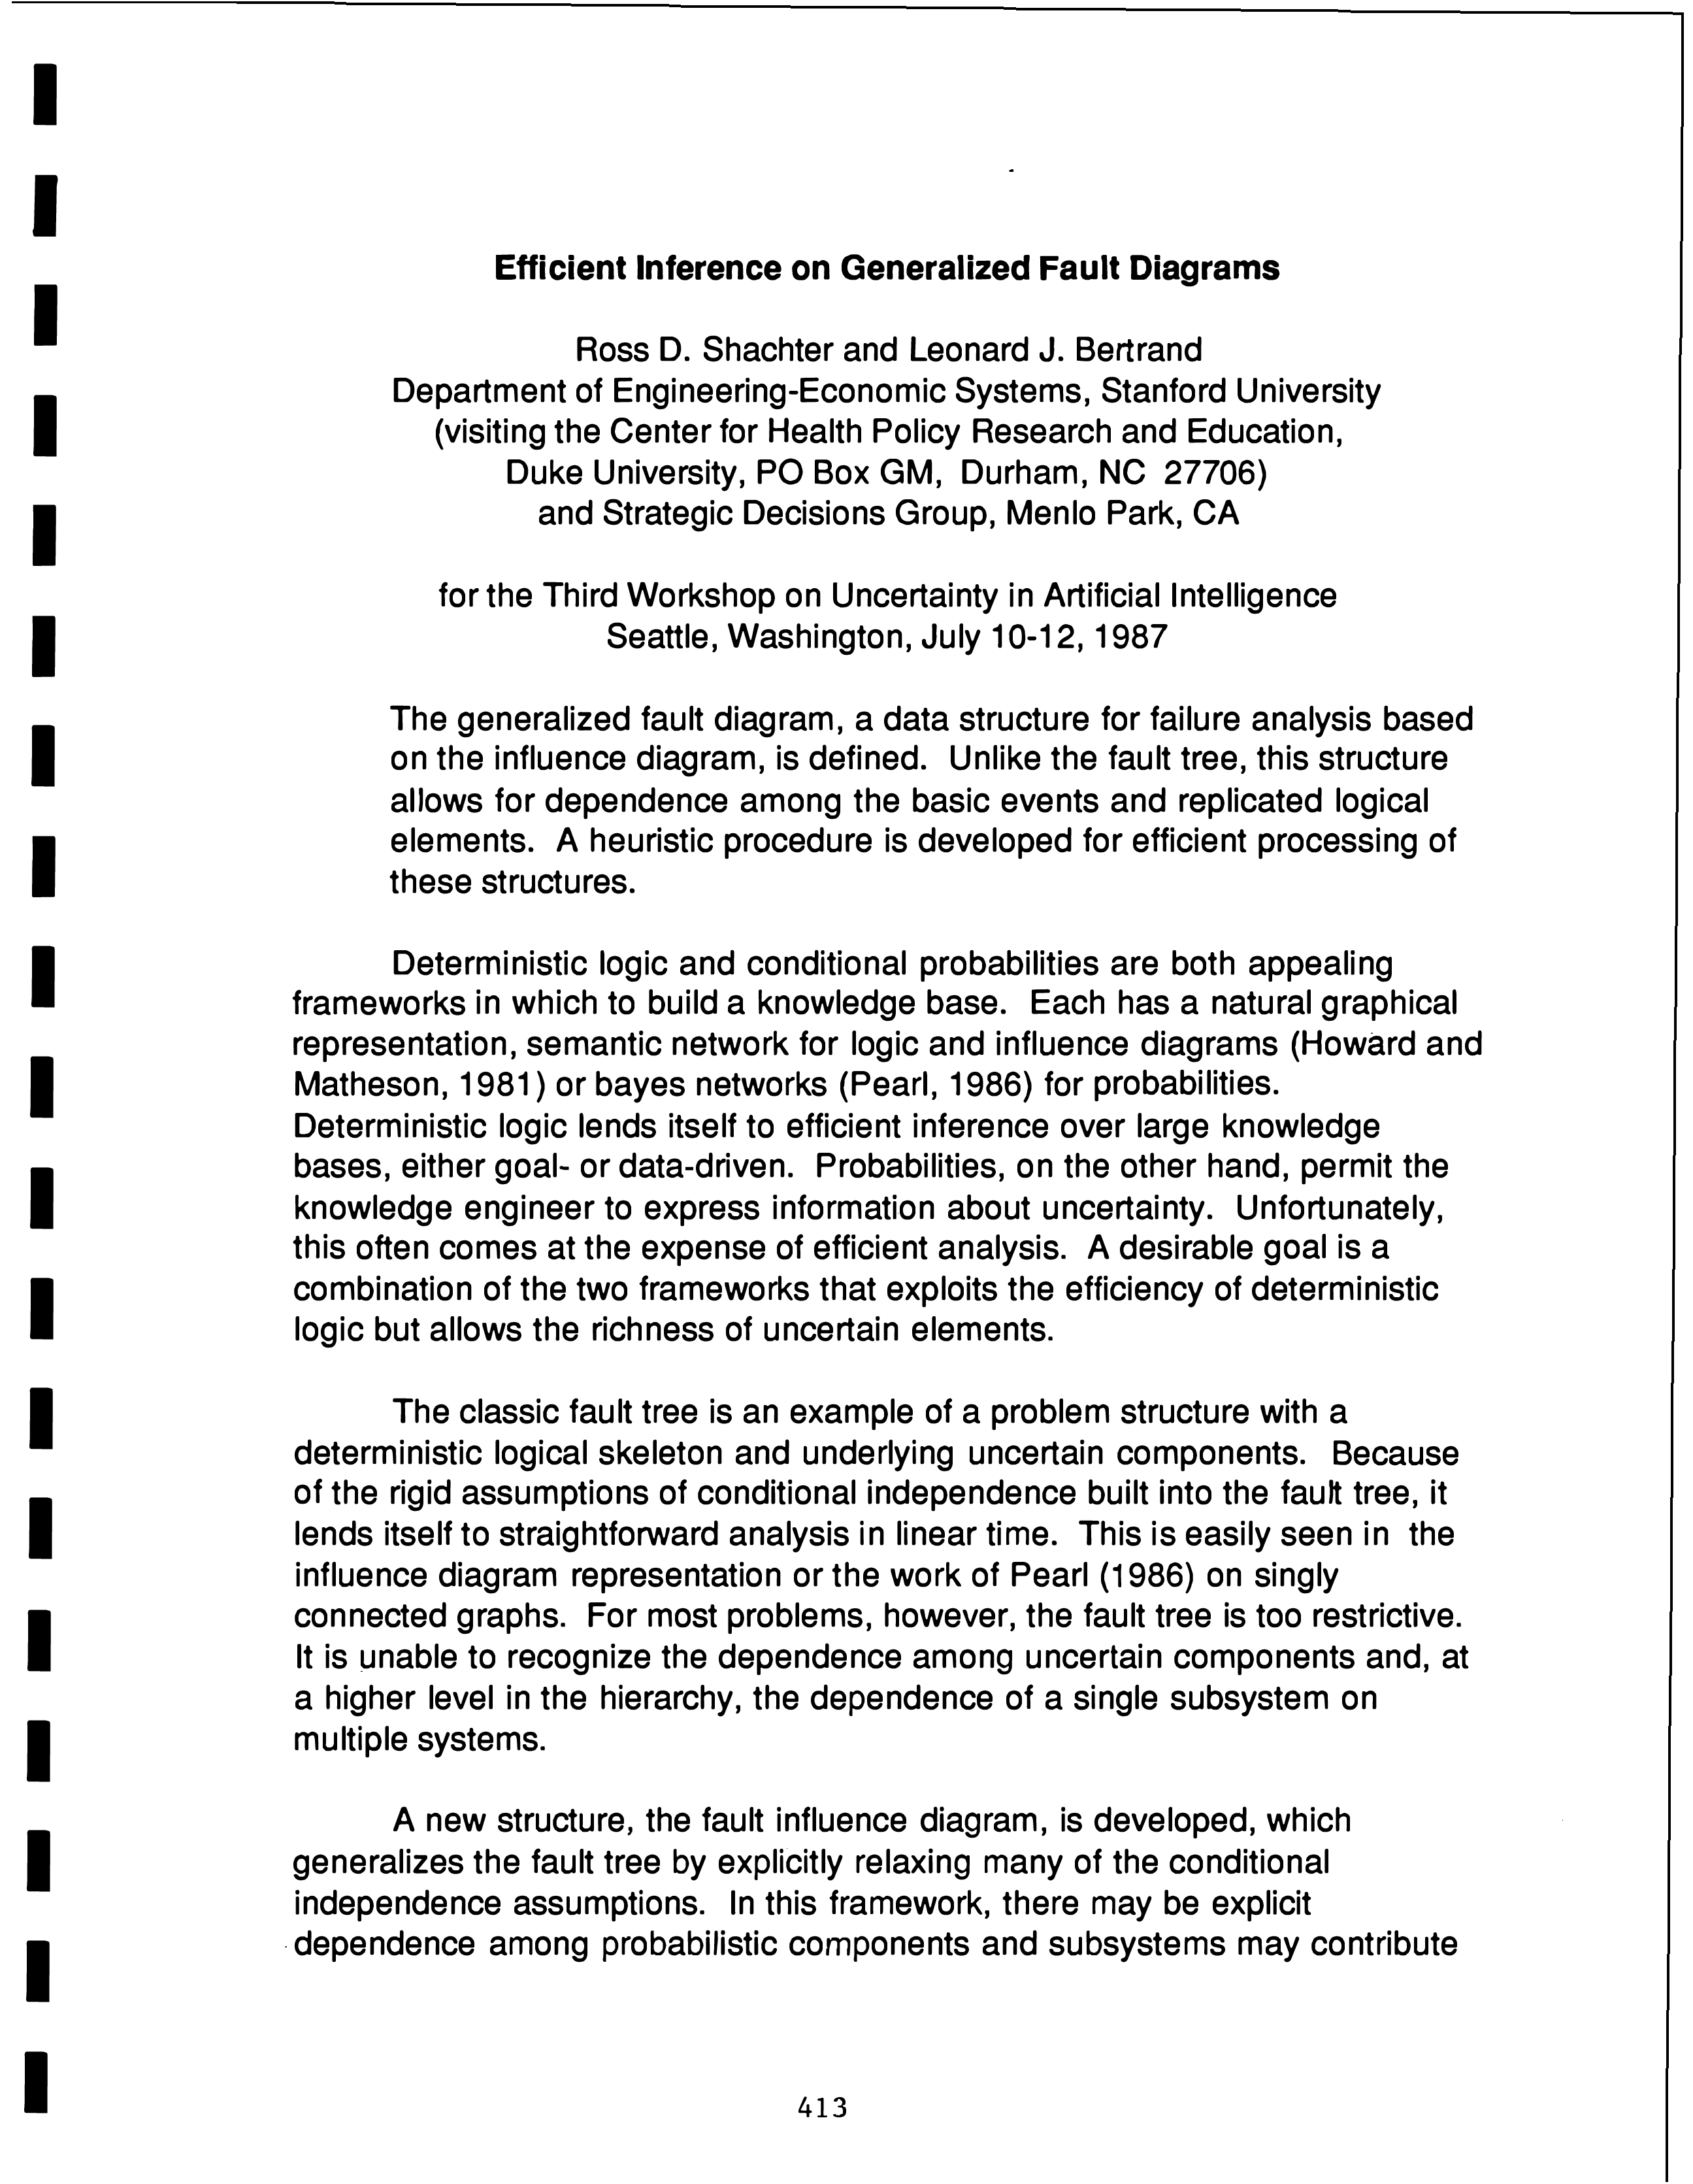 Efficient Inference on Generalized Fault Diagrams
Ross D. Shachter and Leonard J. Bertrand
Department of Engineering-Economic Systems, Stanford University
(visiting the Center for Health Policy Research and Education,
Duke University, PO Box GM, Durham, NC 27706)
and Strategic Decisions Group, Menlo Park, CA
for the Third Workshop on Uncertainty in Artificial Intelligence
Seattle, Washington, July 10-12, 1987
The generalized fault diagram, a data structure for failure analysis based
on the influence diagram, is defined. Unlike the fault tree, this structure
allows for dependence among the basic events and replicated logical
elements. A heuristic procedure is developed for efficient processing of
these structures.
Deterministic logic and conditional probabilities are both appealing
frameworks in which to build a knowledge base. Each has a natural graphical
representation, semantic network for logic and influence diagrams (Howard and
Matheson, 1981) or bayes networks (Pearl, 1986) for probabilities.
Deterministic logic lends itself to efficient inference over large knowledge
bases, either goal- or data-driven. Probabilities, on the other hand, permit the
knowledge engineer to express information about uncertainty. Unfortunately,
this often comes at the expense of efficient analysis. A desirable goal is a
combination of the two frameworks that exploits the efficiency of deterministic
logic but allows the richness of uncertain elements.
The classic fault tree is an example of a problem structure with a
deterministic logical skeleton and underlying uncertain components. Because
of the rigid assumptions of conditional independence built into the fault tree, it
lends itself to straightforward analysis in linear time. This is easily seen in the
influence diagram representation or the work of Pearl (1986) on singly
connected graphs. For most problems, however, the fault tree is too restrictive.
It is unable to recognize the dependence among uncertain components and, at
a higher level in the hierarchy, the dependence of a single subsystem on
multiple systems.
A new structure, the fault influence diagram, is developed, which
generalizes the fault tree by explicitly relaxing many of the conditional
independence assumptions. In this framework, there may be explicit
dependence among probabilistic components and subsystems may contribute
413